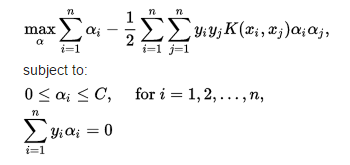 max_α ∑_{i=1}^{n} α_i − \frac{1}{2} ∑_{i=1}^{n} ∑_{j=1}^{n} y_i y_j K(x_i, x_j) α_i α_j,
subject to:
0 ≤ α_i ≤ C, for i = 1, 2, …, n,
∑_{i=1}^{n} y_i α_i = 0